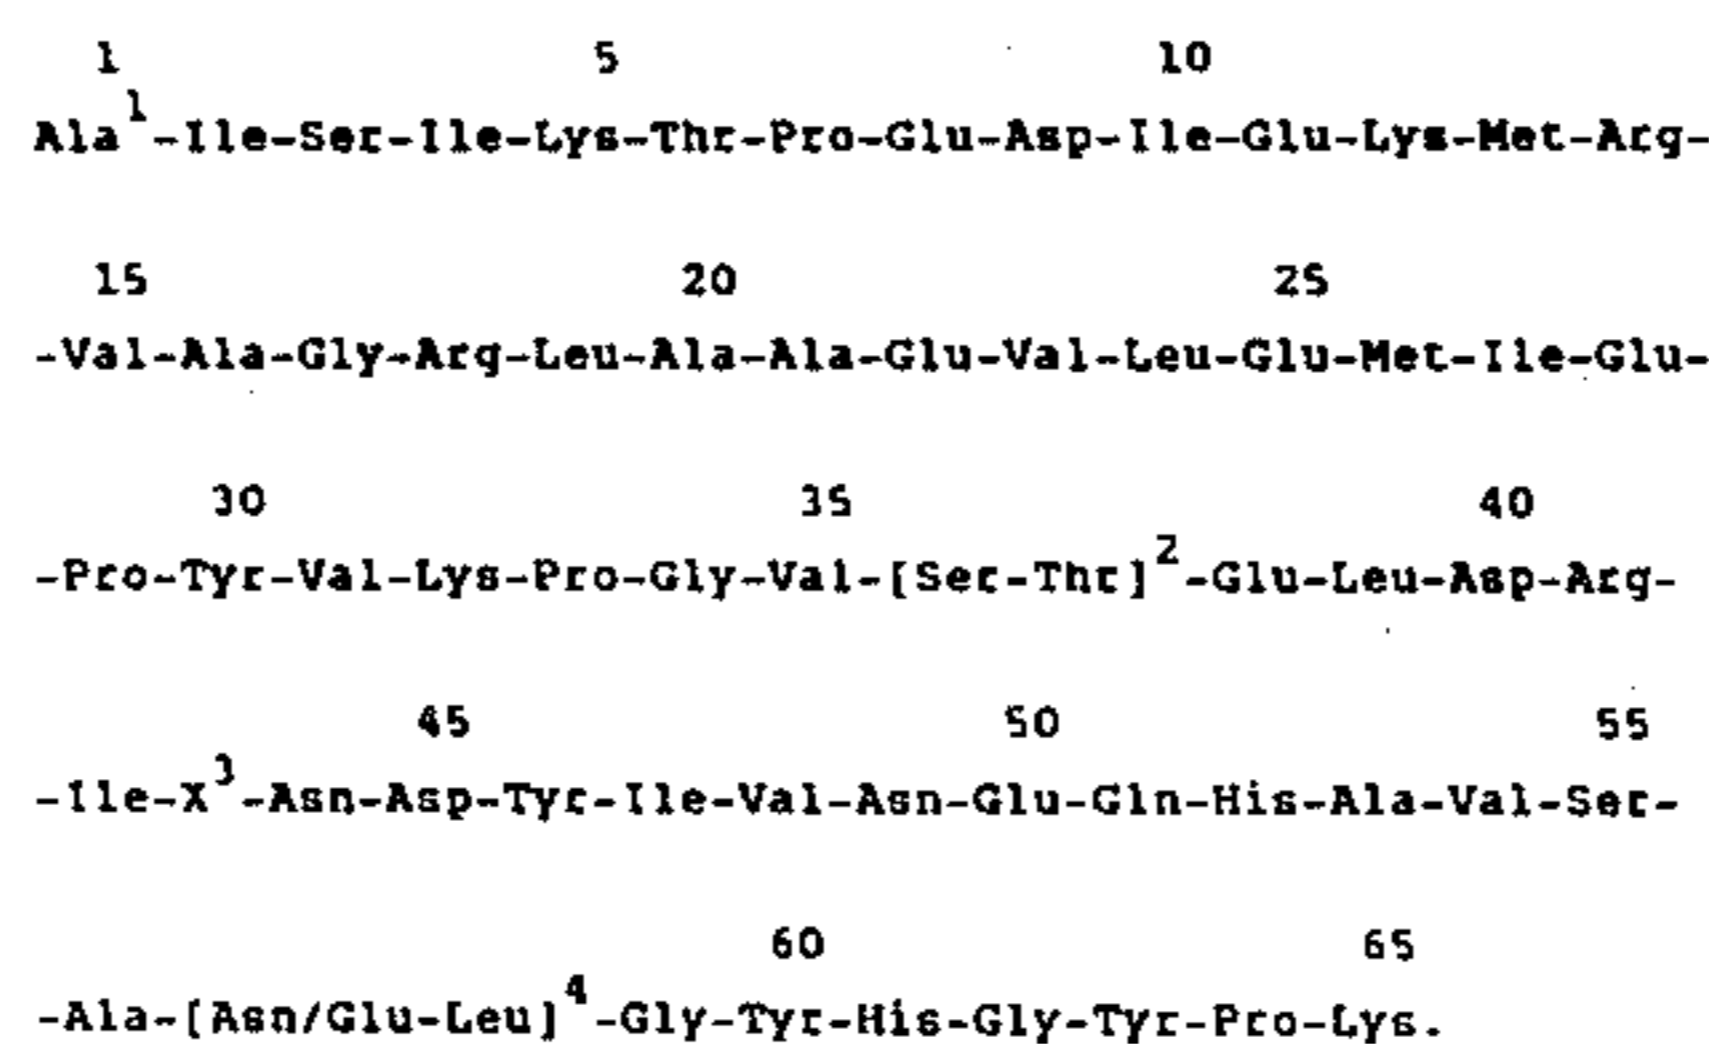 1 5 10
Ala¹-Ile-Ser-Ile-Lys-Thr-Pro-Glu-Asp-Ile-Glu-Lys-Met-Arg-
15 20 25
-Val-Ala-Gly-Arg-Leu-Ala-Ala-Glu-Val-Leu-Glu-Met-Ile-Glu-
30 35 40
-Pro-Tyr-Val-Lys-Pro-Gly-Val-[Ser-Thr]²-Glu-Leu-Asp-Arg-
45 50 55
-Ile-X³-Asn-Asp-Tyr-Ile-Val-Asn-Glu-Gln-His-Ala-Val-Ser-
60 65
-Ala-[Asn/Glu-Leu]⁴-Gly-Tyr-His-Gly-Tyr-Pro-Lys.